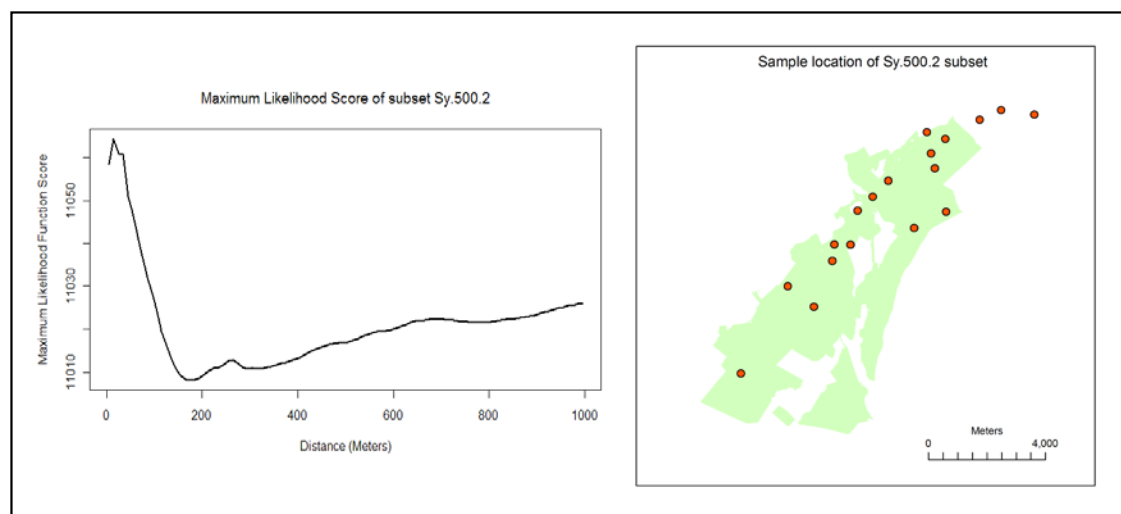 Maximum Likelihood Score of subset Sy.500.2
Maximum Likelihood Function Score
11050
11030
11010
0 200 400 600 800 1000
Distance (Meters)
Sample location of Sy.500.2 subset
Meters
0 4,000